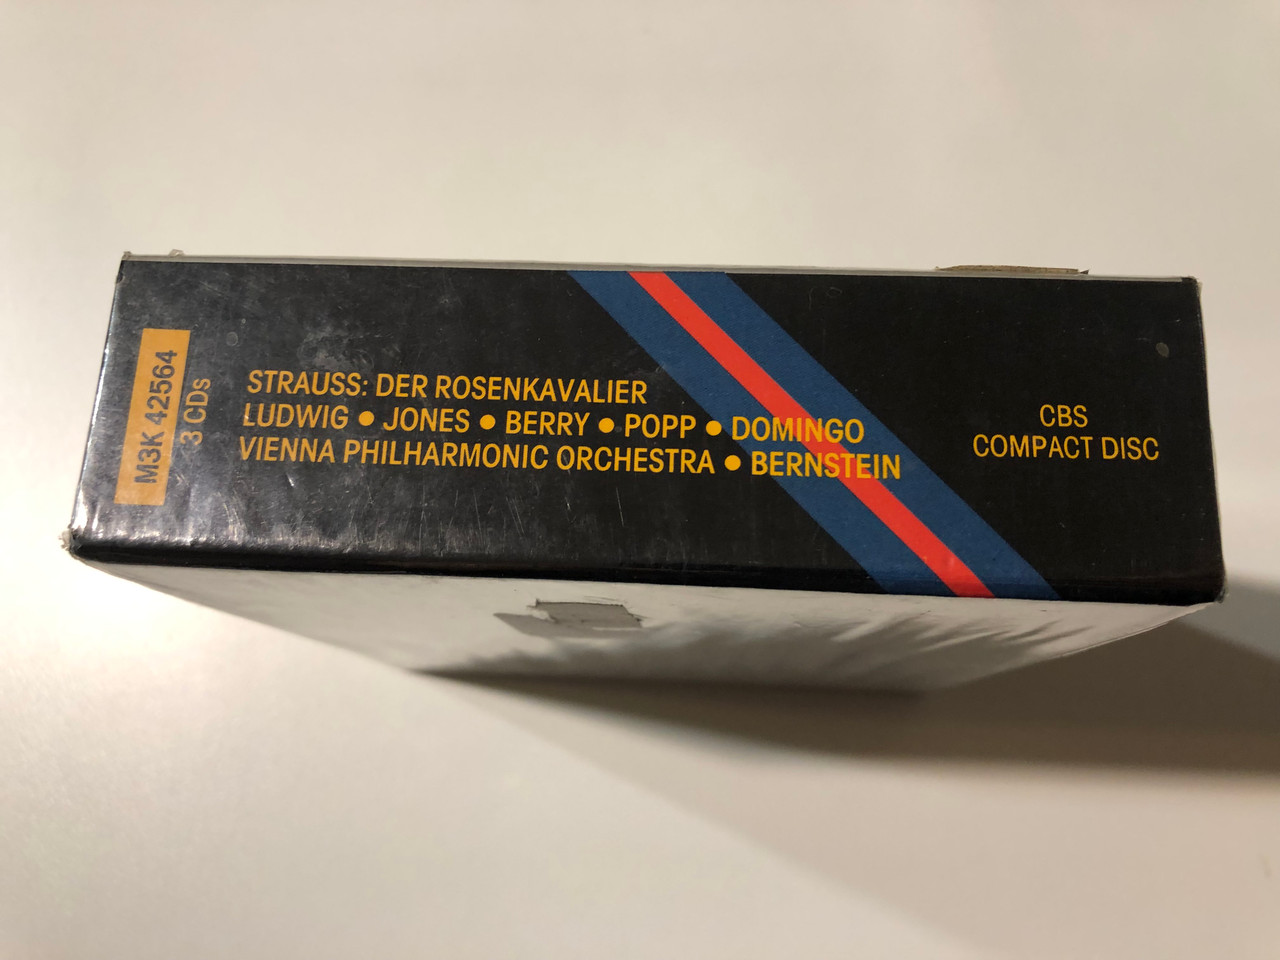 M3K 42564
3 CDs
STRAUSS: DER ROSENKAVALIER
LUDWIG ● JONES ● BERRY ● POPP ● DOMINGO
VIENNA PHILHARMONIC ORCHESTRA ● BERNSTEIN
CBS
COMPACT DISC